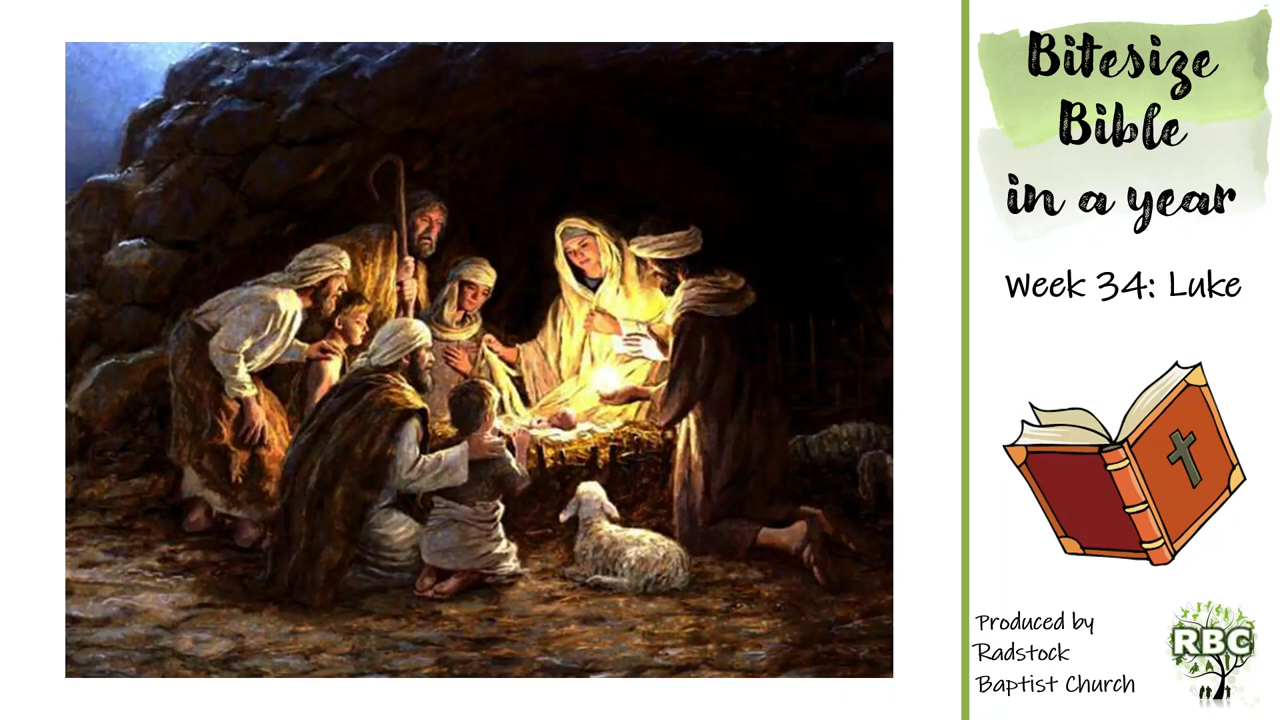 Bitesize
Bible
in a year
Week 34: Luke
Produced by
Radstock
Baptist Church
RBC